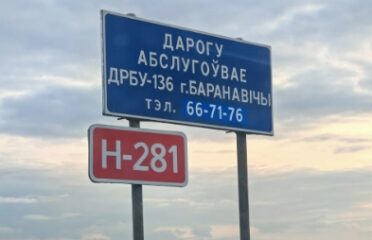 ДАРОГУ
АБСЛУГОЎВАЕ
ДРБУ-136 г.БАРАНАВІЧЫ
тэл. 66-71-76
Н-281